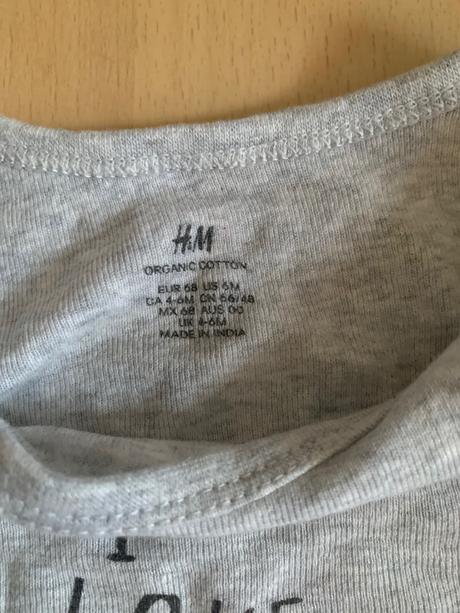 H&M
ORGANIC COTTON
EUR 68 US 6M
CA 4-6M CN 66/48
MX 68 AUS 00
UK 4-6M
MADE IN INDIA
I
LOVE